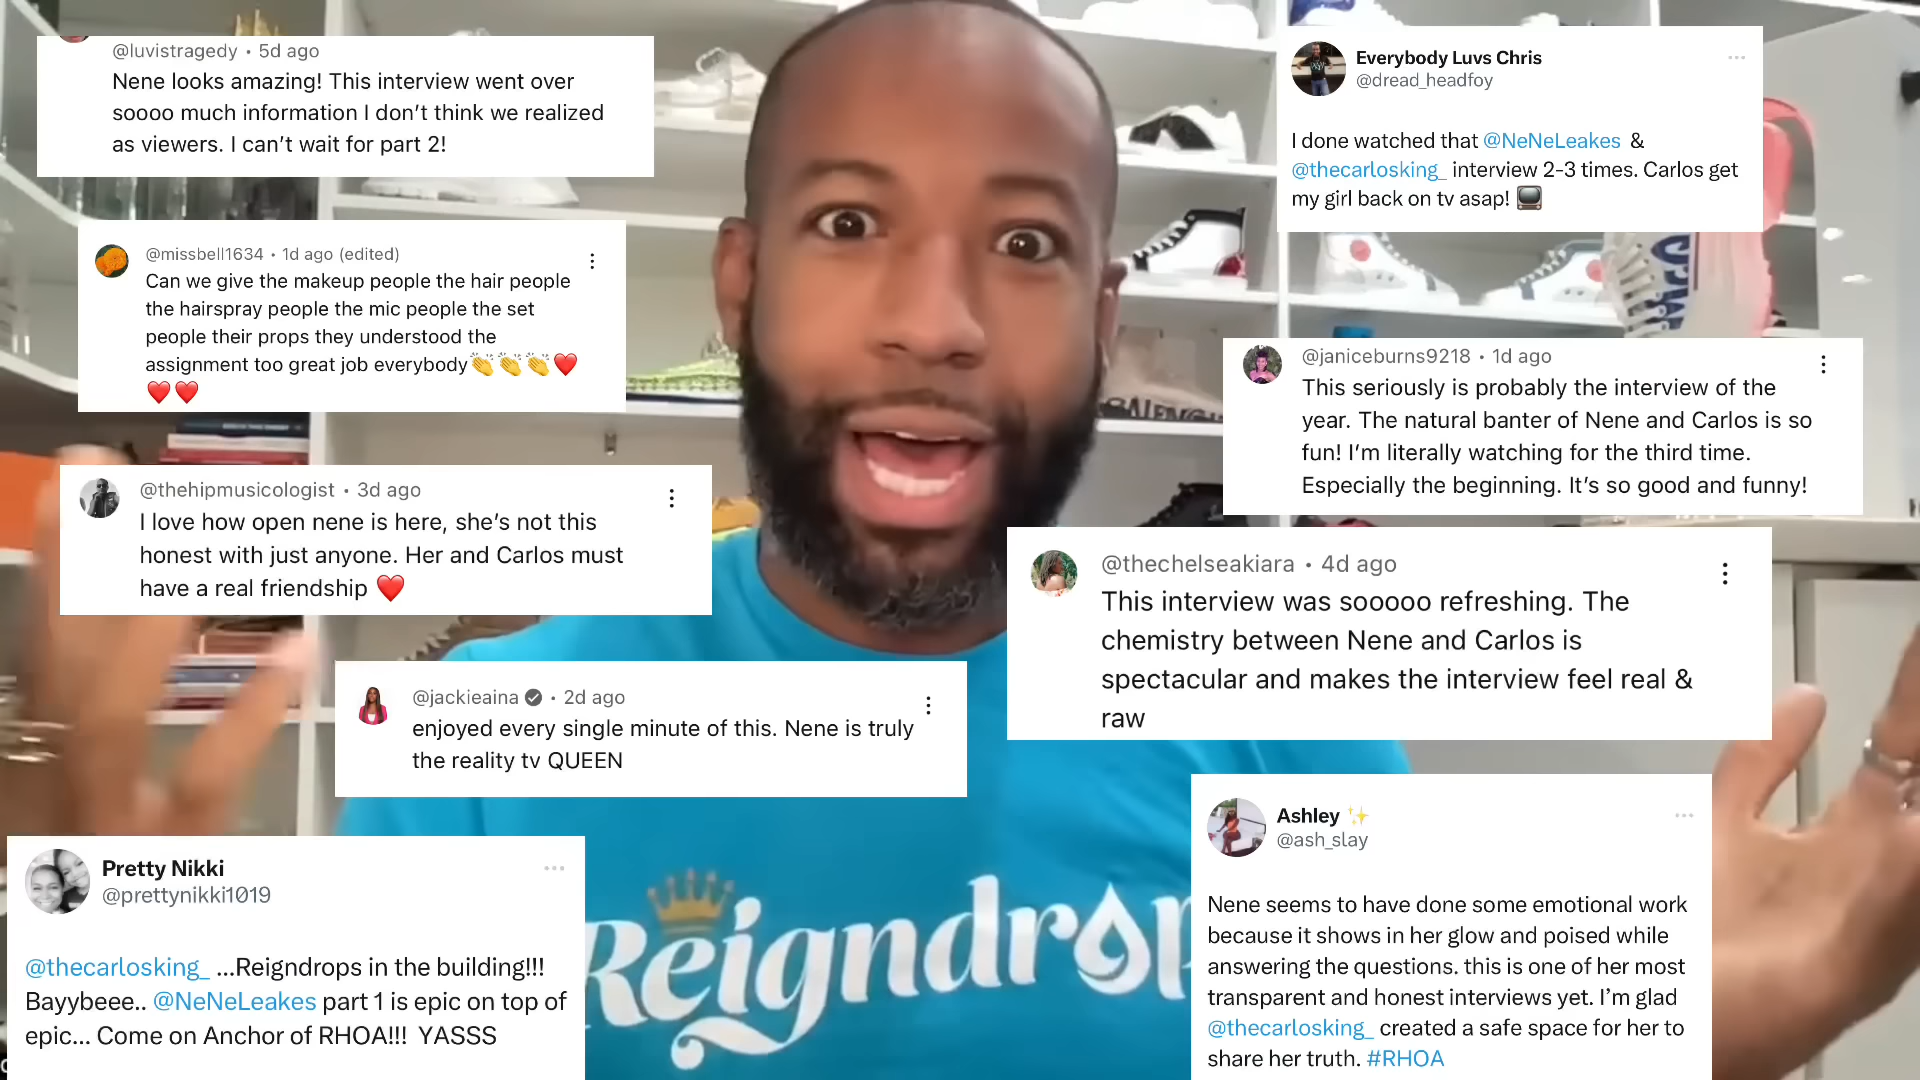 @luvistragedy • 5d ago
Nene looks amazing! This interview went over
soooo much information I don't think we realized
as viewers. I can't wait for part 2!
@missbell1634 • 1d ago (edited)
Can we give the makeup people the hair people
the hairspray people the mic people the set
people their props they understood the
assignment too great job everybody👏👏👏❤️
❤️❤️
@thehipmusicologist • 3d ago
I love how open nene is here, she's not this
honest with just anyone. Her and Carlos must
have a real friendship ❤️
@jackieaina • 2d ago
enjoyed every single minute of this. Nene is truly
the reality tv QUEEN
Pretty Nikki
@prettynikki1019
@thecarlosking_ ...Reigndrops in the building!!!
Bayybeee.. @NeNeLeakes part 1 is epic on top of
epic... Come on Anchor of RHOA!!! YASSS
Everybody Luvs Chris
@dread_headfoy
I done watched that @NeNeLeakes &
@thecarlosking_ interview 2-3 times. Carlos get
my girl back on tv asap! 📺
@janiceburns9218 • 1d ago
This seriously is probably the interview of the
year. The natural banter of Nene and Carlos is so
fun! I'm literally watching for the third time.
Especially the beginning. It's so good and funny!
@thechelseakiara • 4d ago
This interview was sooooo refreshing. The
chemistry between Nene and Carlos is
spectacular and makes the interview feel real &
raw
Ashley ✨
@ash_slay
Nene seems to have done some emotional work
because it shows in her glow and poised while
answering the questions. this is one of her most
transparent and honest interviews yet. I'm glad
@thecarlosking_ created a safe space for her to
share her truth. #RHOA
Reigndrop